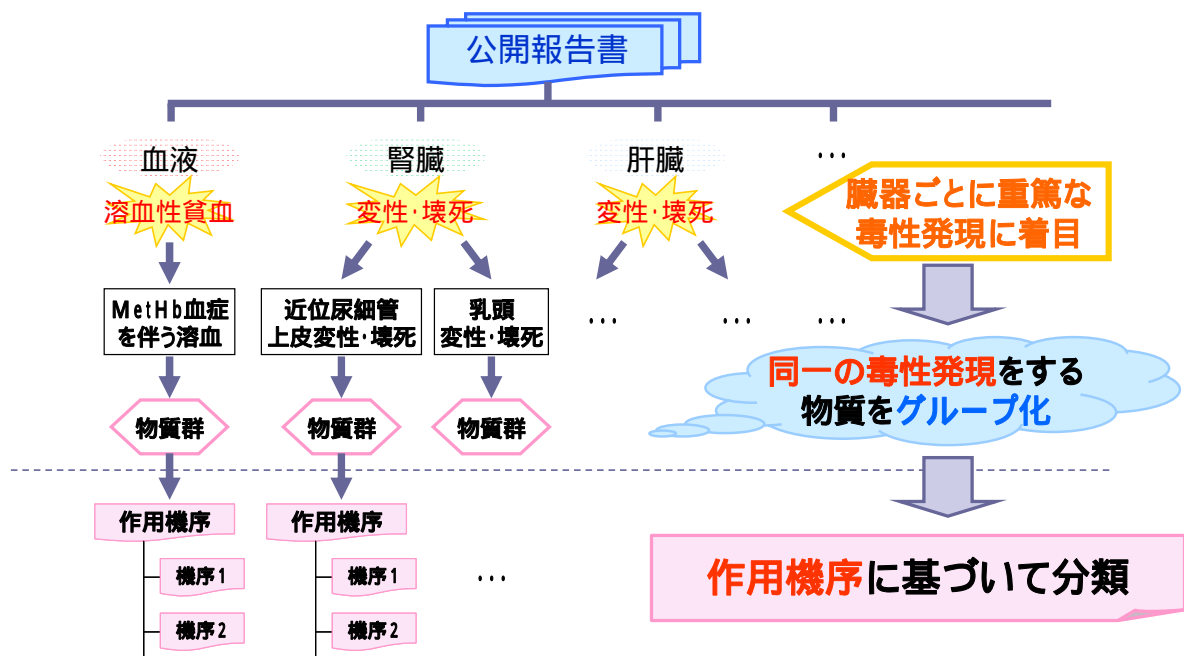 公開報告書
血液
腎臓
肝臓
…
溶血性貧血
変性・壊死
変性・壊死
臓器ごとに重篤な
毒性発現に着目
MetHb血症
を伴う溶血
近位尿細管
上皮変性・壊死
乳頭
変性・壊死
…
…
…
同一の毒性発現をする
物質をグループ化
物質群
物質群
物質群
作用機序
作用機序
機序1
機序1
…
機序2
機序2
作用機序に基づいて分類